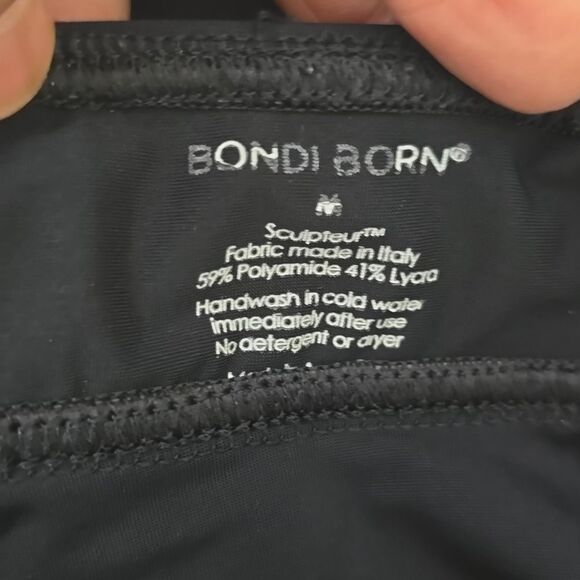 BONDI BORN®
M
Sculpteur™
Fabric made in Italy
59% Polyamide 41% Lycra
Handwash in cold water
immediately after use
No detergent or dryer